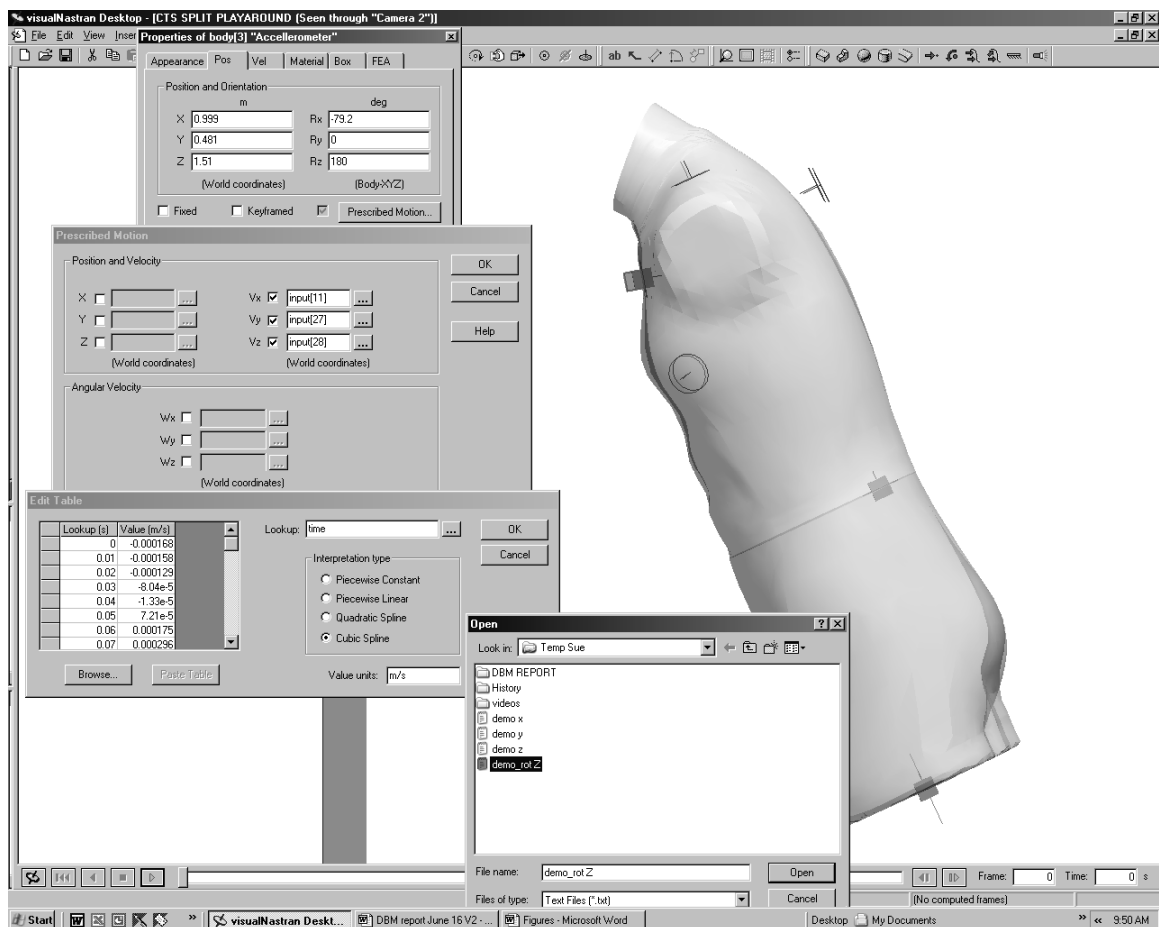 visualNastran Desktop - [CTS SPLIT PLAYAROUND (Seen through "Camera 2")]
File Edit View Inser
Properties of body[3] "Accellerometer"
Appearance Pos Vel Material Box FEA
Position and Orientation
m deg
X 0.999 Rx -79.2
Y 0.481 Ry 0
Z 1.51 Rz 180
(World coordinates) (Body-XYZ)
Fixed Keyframed Prescribed Motion...
Prescribed Motion
Position and Velocity
OK
X ... Vx input[11] ...
Cancel
Y ... Vy input[27] ...
Z ... Vz input[28] ...
Help
(World coordinates) (World coordinates)
Angular Velocity
Wx ...
Wy ...
Wz ...
(World coordinates)
Edit Table
Lookup (s) Value (m/s)
0 -0.000168
0.01 -0.000158
0.02 -0.000129
0.03 -8.04e-5
0.04 -1.33e-5
0.05 7.21e-5
0.06 0.000175
0.07 0.000296
Lookup: time ... OK
Cancel
Interpretation type
Piecewise Constant
Piecewise Linear
Quadratic Spline
Cubic Spline
Browse... Paste Table Value units: m/s
Open
Look in: Temp Sue
DBM REPORT
History
videos
demo x
demo y
demo z
demo_rot Z
File name: demo_rot Z Open
Files of type: Text Files (*.txt) Cancel
Frame: 0 Time: 0 s
(No computed frames)
Start » visualNastran Deskt... DBM report June 16 V2 - ... Figures - Microsoft Word Desktop My Documents » « 9:50 AM